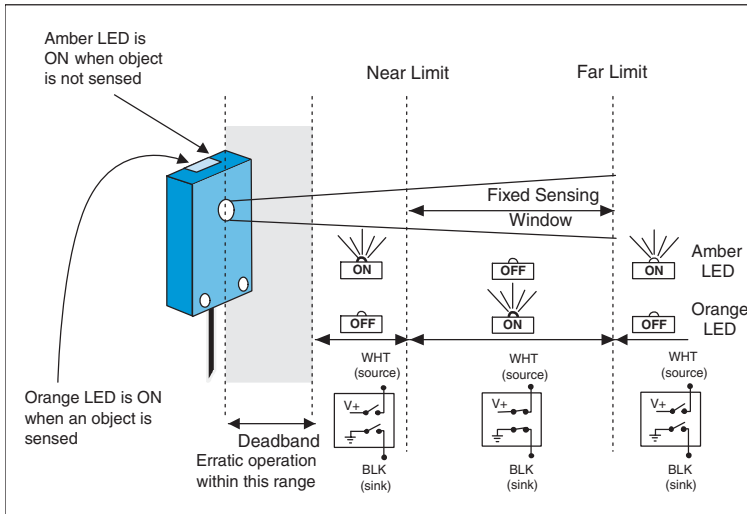 Amber LED is
ON when object
is not sensed
Near Limit
Far Limit
Fixed Sensing
Window
Amber
LED
ON
OFF
ON
Orange
LED
OFF
ON
OFF
Orange LED is ON
when an object is
sensed
Deadband
Erratic operation
within this range
WHT
(source)
V+
BLK
(sink)
WHT
(source)
V+
BLK
(sink)
WHT
(source)
V+
BLK
(sink)